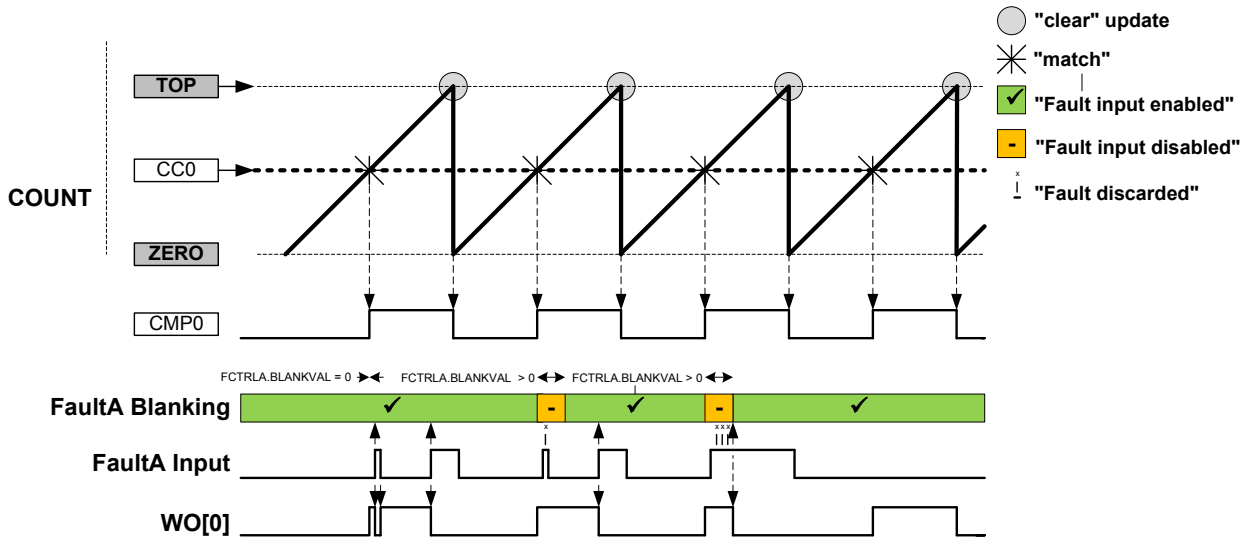 "clear" update
"match"
"Fault input enabled"
"Fault input disabled"
"Fault discarded"
TOP
CC0
COUNT
ZERO
CMP0
FCTRLA.BLANKVAL = 0
FCTRLA.BLANKVAL > 0
FCTRLA.BLANKVAL > 0
FaultA Blanking
- -
x
xxx
FaultA Input
WO[0]